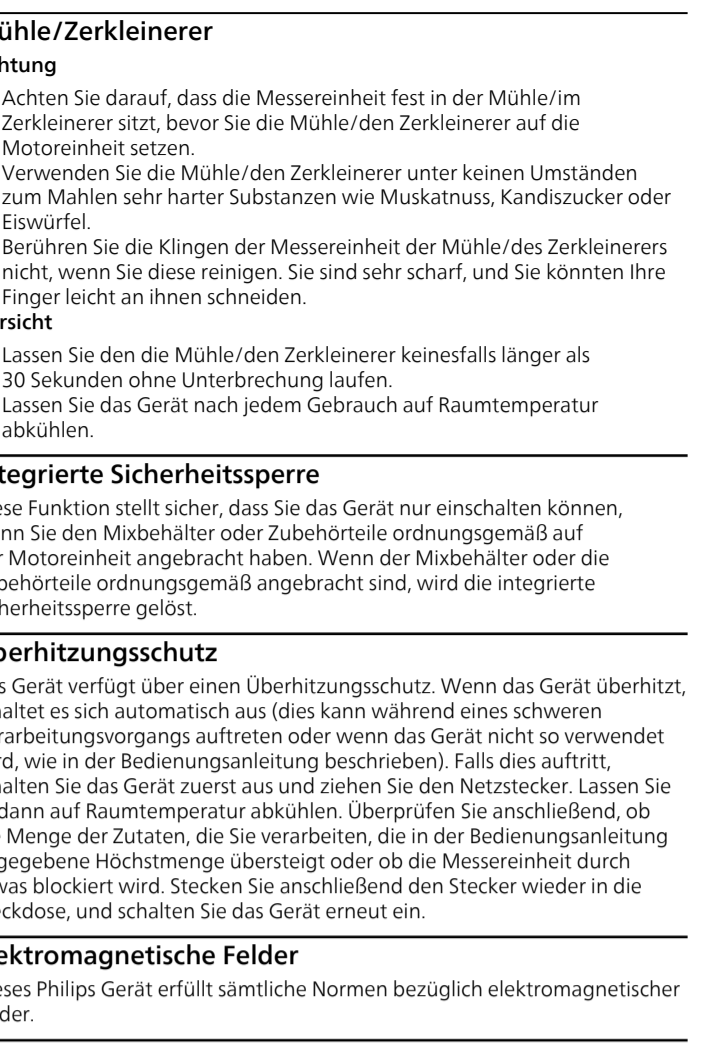 ühle/Zerkleinerer
htung
Achten Sie darauf, dass die Messereinheit fest in der Mühle/im
Zerkleinerer sitzt, bevor Sie die Mühle/den Zerkleinerer auf die
Motoreinheit setzen.
Verwenden Sie die Mühle/den Zerkleinerer unter keinen Umständen
zum Mahlen sehr harter Substanzen wie Muskatnuss, Kandiszucker oder
Eiswürfel.
Berühren Sie die Klingen der Messereinheit der Mühle/des Zerkleinerers
nicht, wenn Sie diese reinigen. Sie sind sehr scharf, und Sie könnten Ihre
Finger leicht an ihnen schneiden.
rsicht
Lassen Sie den die Mühle/den Zerkleinerer keinesfalls länger als
30 Sekunden ohne Unterbrechung laufen.
Lassen Sie das Gerät nach jedem Gebrauch auf Raumtemperatur
abkühlen.
tegrierte Sicherheitssperre
ese Funktion stellt sicher, dass Sie das Gerät nur einschalten können,
nn Sie den Mixbehälter oder Zubehörteile ordnungsgemäß auf
r Motoreinheit angebracht haben. Wenn der Mixbehälter oder die
behörteile ordnungsgemäß angebracht sind, wird die integrierte
herheitssperre gelöst.
berhitzungsschutz
s Gerät verfügt über einen Überhitzungsschutz. Wenn das Gerät überhitzt,
haltet es sich automatisch aus (dies kann während eines schweren
rarbeitungsvorgangs auftreten oder wenn das Gerät nicht so verwendet
rd, wie in der Bedienungsanleitung beschrieben). Falls dies auftritt,
halten Sie das Gerät zuerst aus und ziehen Sie den Netzstecker. Lassen Sie
dann auf Raumtemperatur abkühlen. Überprüfen Sie anschließend, ob
Menge der Zutaten, die Sie verarbeiten, die in der Bedienungsanleitung
gegebene Höchstmenge übersteigt oder ob die Messereinheit durch
was blockiert wird. Stecken Sie anschließend den Stecker wieder in die
eckdose, und schalten Sie das Gerät erneut ein.
ektromagnetische Felder
eses Philips Gerät erfüllt sämtliche Normen bezüglich elektromagnetischer
der.